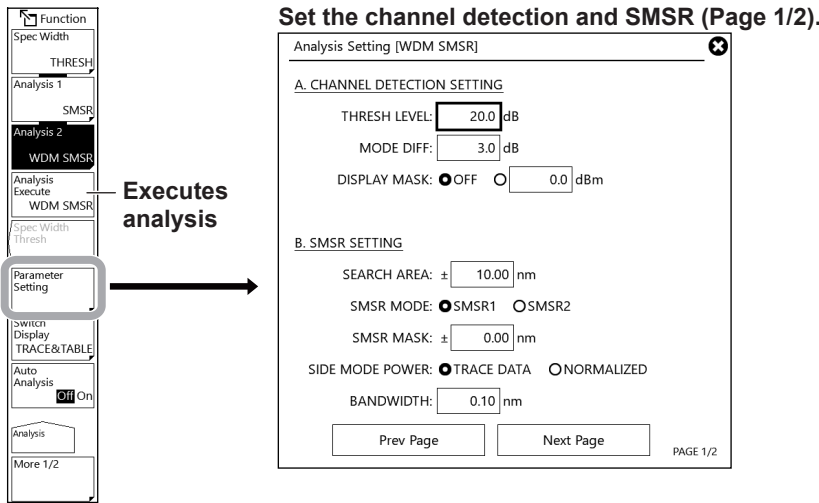 Function
Spec Width
THRESH
Analysis 1
SMSR
Analysis 2
WDM SMSR
Analysis
Execute
WDM SMSR
Spec Width
Thresh
Parameter
Setting
Switch
Display
TRACE&TABLE
Auto
Analysis
Off On
Analysis
More 1/2
Executes
analysis
Set the channel detection and SMSR (Page 1/2).
Analysis Setting [WDM SMSR]
A. CHANNEL DETECTION SETTING
THRESH LEVEL: 20.0 dB
MODE DIFF: 3.0 dB
DISPLAY MASK: OFF 0.0 dBm
B. SMSR SETTING
SEARCH AREA: ± 10.00 nm
SMSR MODE: SMSR1 SMSR2
SMSR MASK: ± 0.00 nm
SIDE MODE POWER: TRACE DATA NORMALIZED
BANDWIDTH: 0.10 nm
Prev Page Next Page
PAGE 1/2